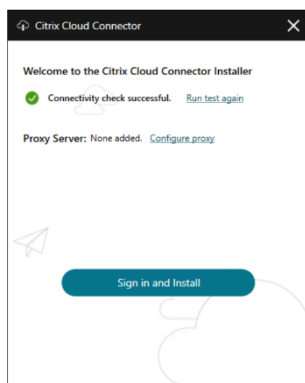 Citrix Cloud Connector
Welcome to the Citrix Cloud Connector Installer
Connectivity check successful. Run test again
Proxy Server: None added. Configure proxy
Sign in and Install